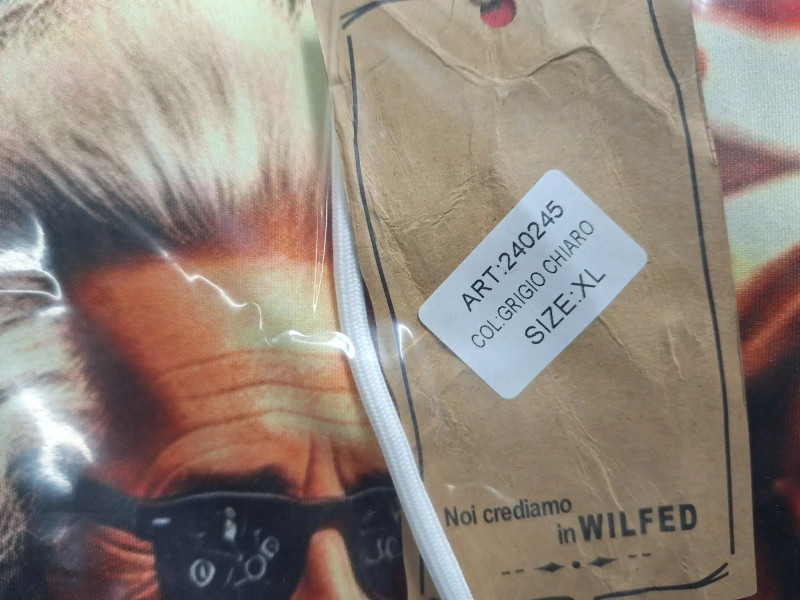 ART:240245
COL:GRIGIO CHIARO
SIZE:XL
Noi crediamo
in WILFED